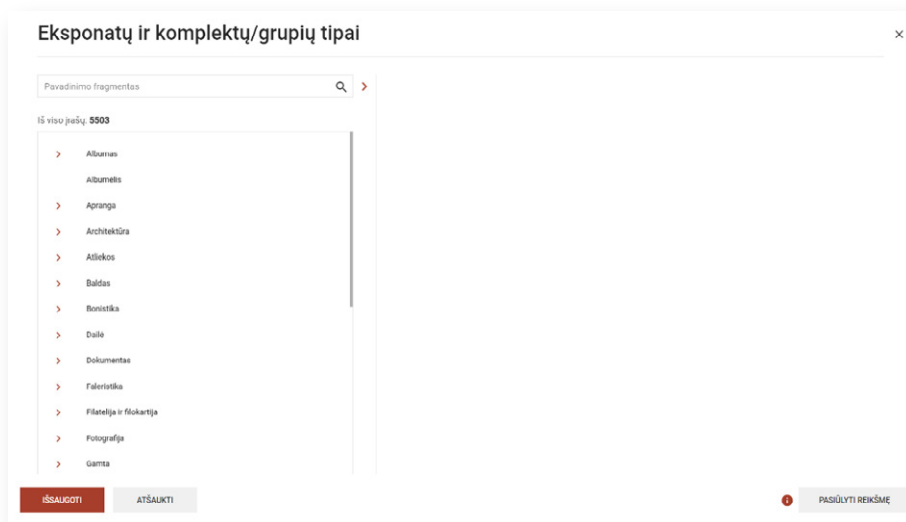 Eksponatų ir komplektų/grupių tipai
Pavadinimo fragmentas
Iš viso įrašų: 5503
Albumas
Albumėlis
Apranga
Architektūra
Atliekos
Baldas
Bonistika
Dailė
Dokumentas
Faleristika
Filatelija ir filokartija
Fotografija
Gamta
IŠSAUGOTI
ATŠAUKTI
PASIŪLYTI REIKŠMĘ